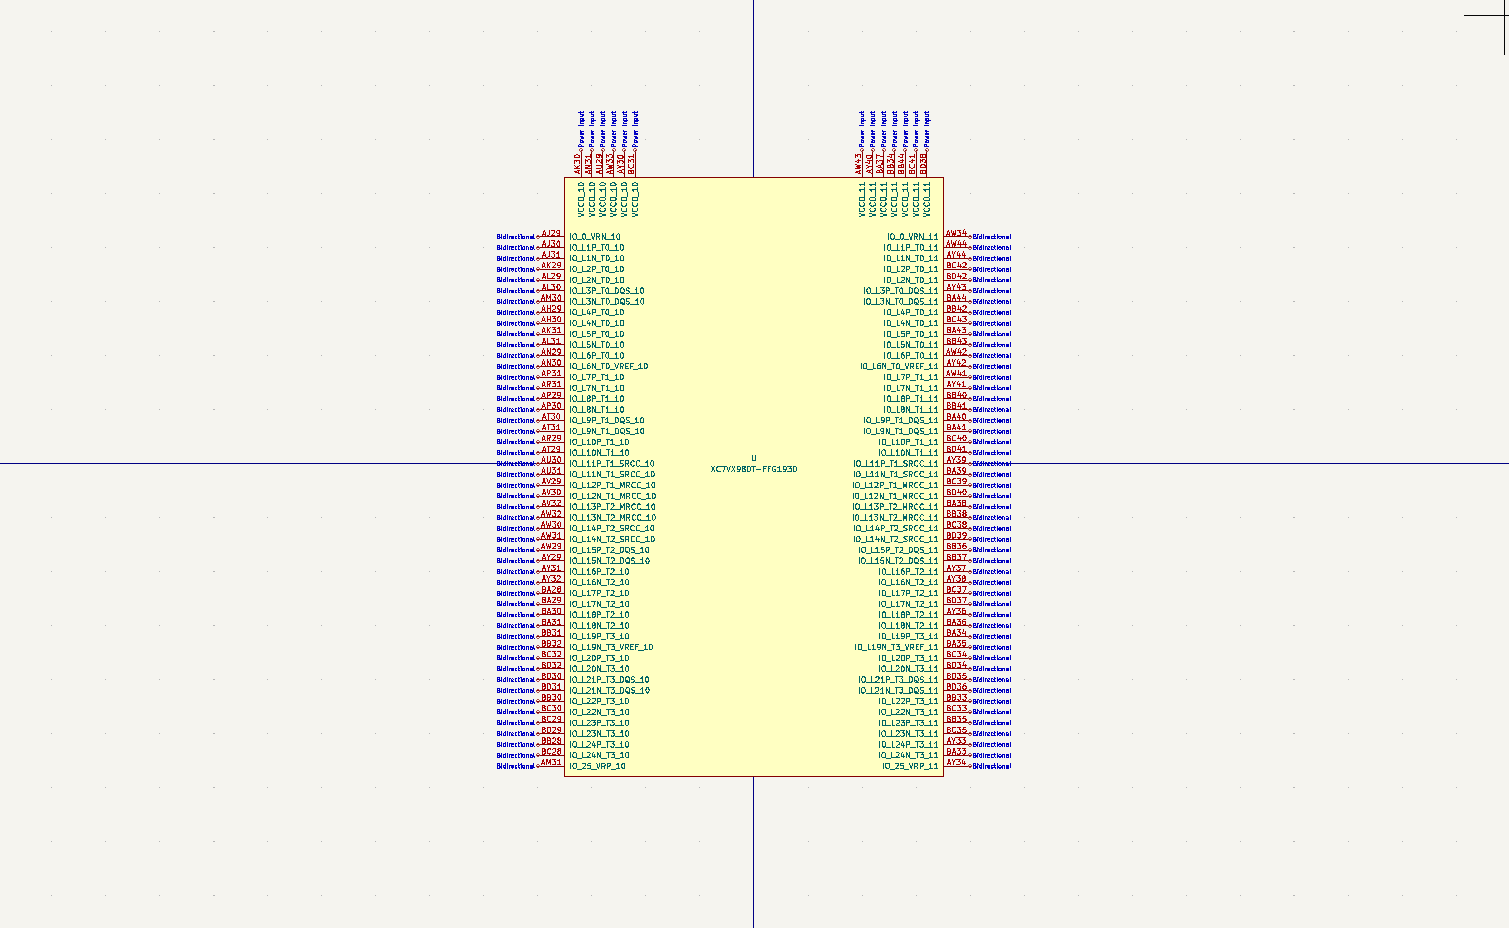 Power Input Power Input Power Input Power Input Power Input Power Input
AK30 AN31 AU29 AW33 AY30 BC31
VCCO_10 VCCO_10 VCCO_10 VCCO_10 VCCO_10 VCCO_10
Power Input Power Input Power Input Power Input Power Input Power Input Power Input
AW43 AY40 BA37 BB34 BB44 BC41 BD38
VCCO_11 VCCO_11 VCCO_11 VCCO_11 VCCO_11 VCCO_11 VCCO_11
Bidirectional AJ29 IO_0_VRN_10 IO_0_VRN_11 AW34 Bidirectional
Bidirectional AJ30 IO_L1P_T0_10 IO_L1P_T0_11 AW44 Bidirectional
Bidirectional AJ31 IO_L1N_T0_10 IO_L1N_T0_11 AY44 Bidirectional
Bidirectional AK29 IO_L2P_T0_10 IO_L2P_T0_11 BC42 Bidirectional
Bidirectional AL29 IO_L2N_T0_10 IO_L2N_T0_11 BD42 Bidirectional
Bidirectional AL30 IO_L3P_T0_DQS_10 IO_L3P_T0_DQS_11 AY43 Bidirectional
Bidirectional AM30 IO_L3N_T0_DQS_10 IO_L3N_T0_DQS_11 BA44 Bidirectional
Bidirectional AH29 IO_L4P_T0_10 IO_L4P_T0_11 BB42 Bidirectional
Bidirectional AH30 IO_L4N_T0_10 IO_L4N_T0_11 BC43 Bidirectional
Bidirectional AK31 IO_L5P_T0_10 IO_L5P_T0_11 BA43 Bidirectional
Bidirectional AL31 IO_L5N_T0_10 IO_L5N_T0_11 BB43 Bidirectional
Bidirectional AN29 IO_L6P_T0_10 IO_L6P_T0_11 AW42 Bidirectional
Bidirectional AN30 IO_L6N_T0_VREF_10 IO_L6N_T0_VREF_11 AY42 Bidirectional
Bidirectional AP31 IO_L7P_T1_10 IO_L7P_T1_11 AW41 Bidirectional
Bidirectional AR31 IO_L7N_T1_10 IO_L7N_T1_11 AY41 Bidirectional
Bidirectional AP29 IO_L8P_T1_10 IO_L8P_T1_11 BB40 Bidirectional
Bidirectional AP30 IO_L8N_T1_10 IO_L8N_T1_11 BB41 Bidirectional
Bidirectional AT30 IO_L9P_T1_DQS_10 IO_L9P_T1_DQS_11 BA40 Bidirectional
Bidirectional AT31 IO_L9N_T1_DQS_10 IO_L9N_T1_DQS_11 BA41 Bidirectional
Bidirectional AR29 IO_L10P_T1_10 IO_L10P_T1_11 BC40 Bidirectional
Bidirectional AT29 IO_L10N_T1_10 IO_L10N_T1_11 BD41 Bidirectional
U
Bidirectional AU30 IO_L11P_T1_SRCC_10 IO_L11P_T1_SRCC_11 AY39 Bidirectional
XC7VX980T-FFG1930
Bidirectional AU31 IO_L11N_T1_SRCC_10 IO_L11N_T1_SRCC_11 BA39 Bidirectional
Bidirectional AV29 IO_L12P_T1_MRCC_10 IO_L12P_T1_MRCC_11 BC39 Bidirectional
Bidirectional AV30 IO_L12N_T1_MRCC_10 IO_L12N_T1_MRCC_11 BD40 Bidirectional
Bidirectional AV32 IO_L13P_T2_MRCC_10 IO_L13P_T2_MRCC_11 BA38 Bidirectional
Bidirectional AW32 IO_L13N_T2_MRCC_10 IO_L13N_T2_MRCC_11 BB38 Bidirectional
Bidirectional AW30 IO_L14P_T2_SRCC_10 IO_L14P_T2_SRCC_11 BC38 Bidirectional
Bidirectional AW31 IO_L14N_T2_SRCC_10 IO_L14N_T2_SRCC_11 BD39 Bidirectional
Bidirectional AW29 IO_L15P_T2_DQS_10 IO_L15P_T2_DQS_11 BB36 Bidirectional
Bidirectional AY29 IO_L15N_T2_DQS_10 IO_L15N_T2_DQS_11 BB37 Bidirectional
Bidirectional AY31 IO_L16P_T2_10 IO_L16P_T2_11 AY37 Bidirectional
Bidirectional AY32 IO_L16N_T2_10 IO_L16N_T2_11 AY38 Bidirectional
Bidirectional BA28 IO_L17P_T2_10 IO_L17P_T2_11 BC37 Bidirectional
Bidirectional BA29 IO_L17N_T2_10 IO_L17N_T2_11 BD37 Bidirectional
Bidirectional BA30 IO_L18P_T2_10 IO_L18P_T2_11 AY36 Bidirectional
Bidirectional BA31 IO_L18N_T2_10 IO_L18N_T2_11 BA36 Bidirectional
Bidirectional BB31 IO_L19P_T3_10 IO_L19P_T3_11 BA34 Bidirectional
Bidirectional BB32 IO_L19N_T3_VREF_10 IO_L19N_T3_VREF_11 BA35 Bidirectional
Bidirectional BC32 IO_L20P_T3_10 IO_L20P_T3_11 BC34 Bidirectional
Bidirectional BD32 IO_L20N_T3_10 IO_L20N_T3_11 BD34 Bidirectional
Bidirectional BD30 IO_L21P_T3_DQS_10 IO_L21P_T3_DQS_11 BD35 Bidirectional
Bidirectional BD31 IO_L21N_T3_DQS_10 IO_L21N_T3_DQS_11 BD36 Bidirectional
Bidirectional BB30 IO_L22P_T3_10 IO_L22P_T3_11 BB33 Bidirectional
Bidirectional BC30 IO_L22N_T3_10 IO_L22N_T3_11 BC33 Bidirectional
Bidirectional BC29 IO_L23P_T3_10 IO_L23P_T3_11 BB35 Bidirectional
Bidirectional BD29 IO_L23N_T3_10 IO_L23N_T3_11 BC35 Bidirectional
Bidirectional BB28 IO_L24P_T3_10 IO_L24P_T3_11 AY33 Bidirectional
Bidirectional BC28 IO_L24N_T3_10 IO_L24N_T3_11 BA33 Bidirectional
Bidirectional AM31 IO_25_VRP_10 IO_25_VRP_11 AY34 Bidirectional